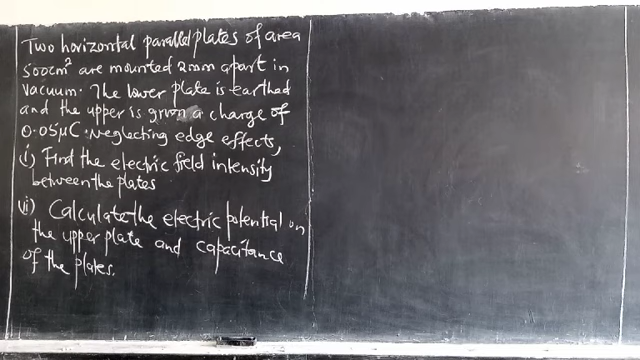 Two horizontal parallel plates of area
500cm² are mounted 2mm apart in
vacuum. The lower plate is earthed
and the upper is given a charge of
0.05μC. Neglecting edge effects,
(i) Find the electric field intensity
between the plates
(ii) Calculate the electric potential on
the upper plate and capacitance
of the plates.